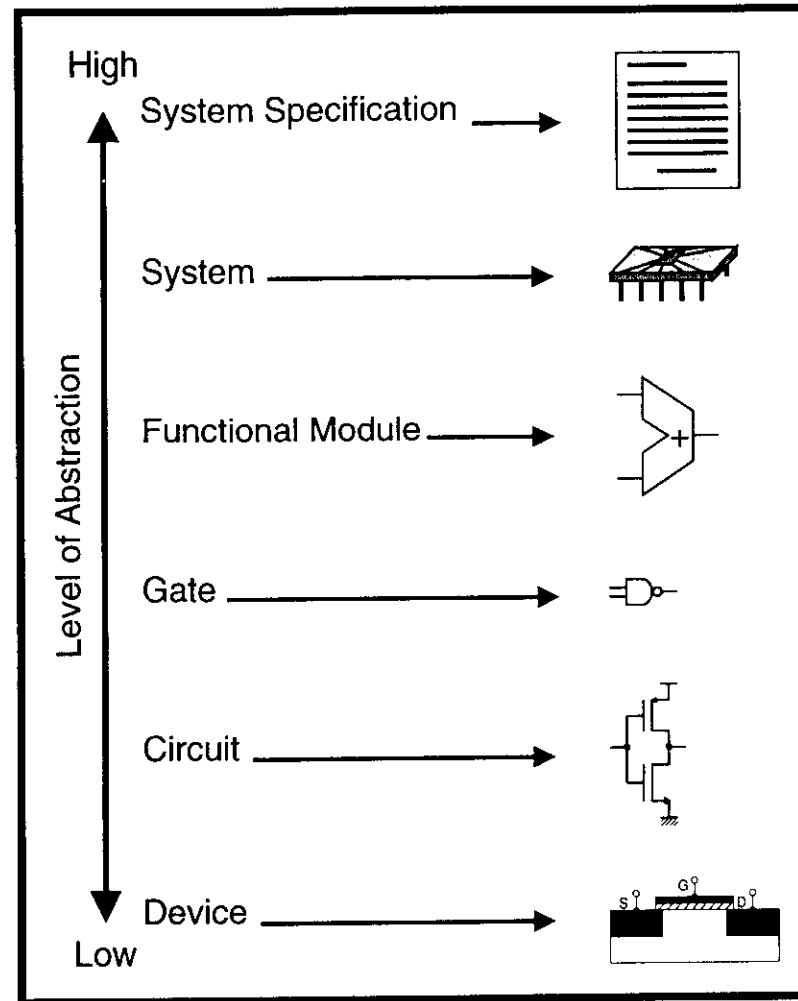 High
System Specification
System
Level of Abstraction
Functional Module
+
Gate
Circuit
Device
G
S
D
Low